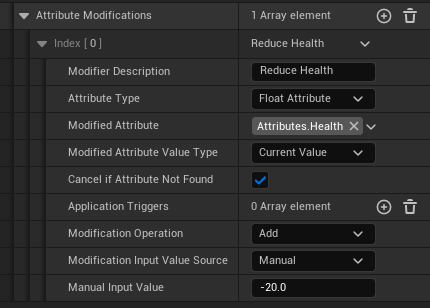 Attribute Modifications 1 Array element
Index [ 0 ] Reduce Health
Modifier Description Reduce Health
Attribute Type Float Attribute
Modified Attribute Attributes.Health
Modified Attribute Value Type Current Value
Cancel if Attribute Not Found
Application Triggers 0 Array element
Modification Operation Add
Modification Input Value Source Manual
Manual Input Value -20.0